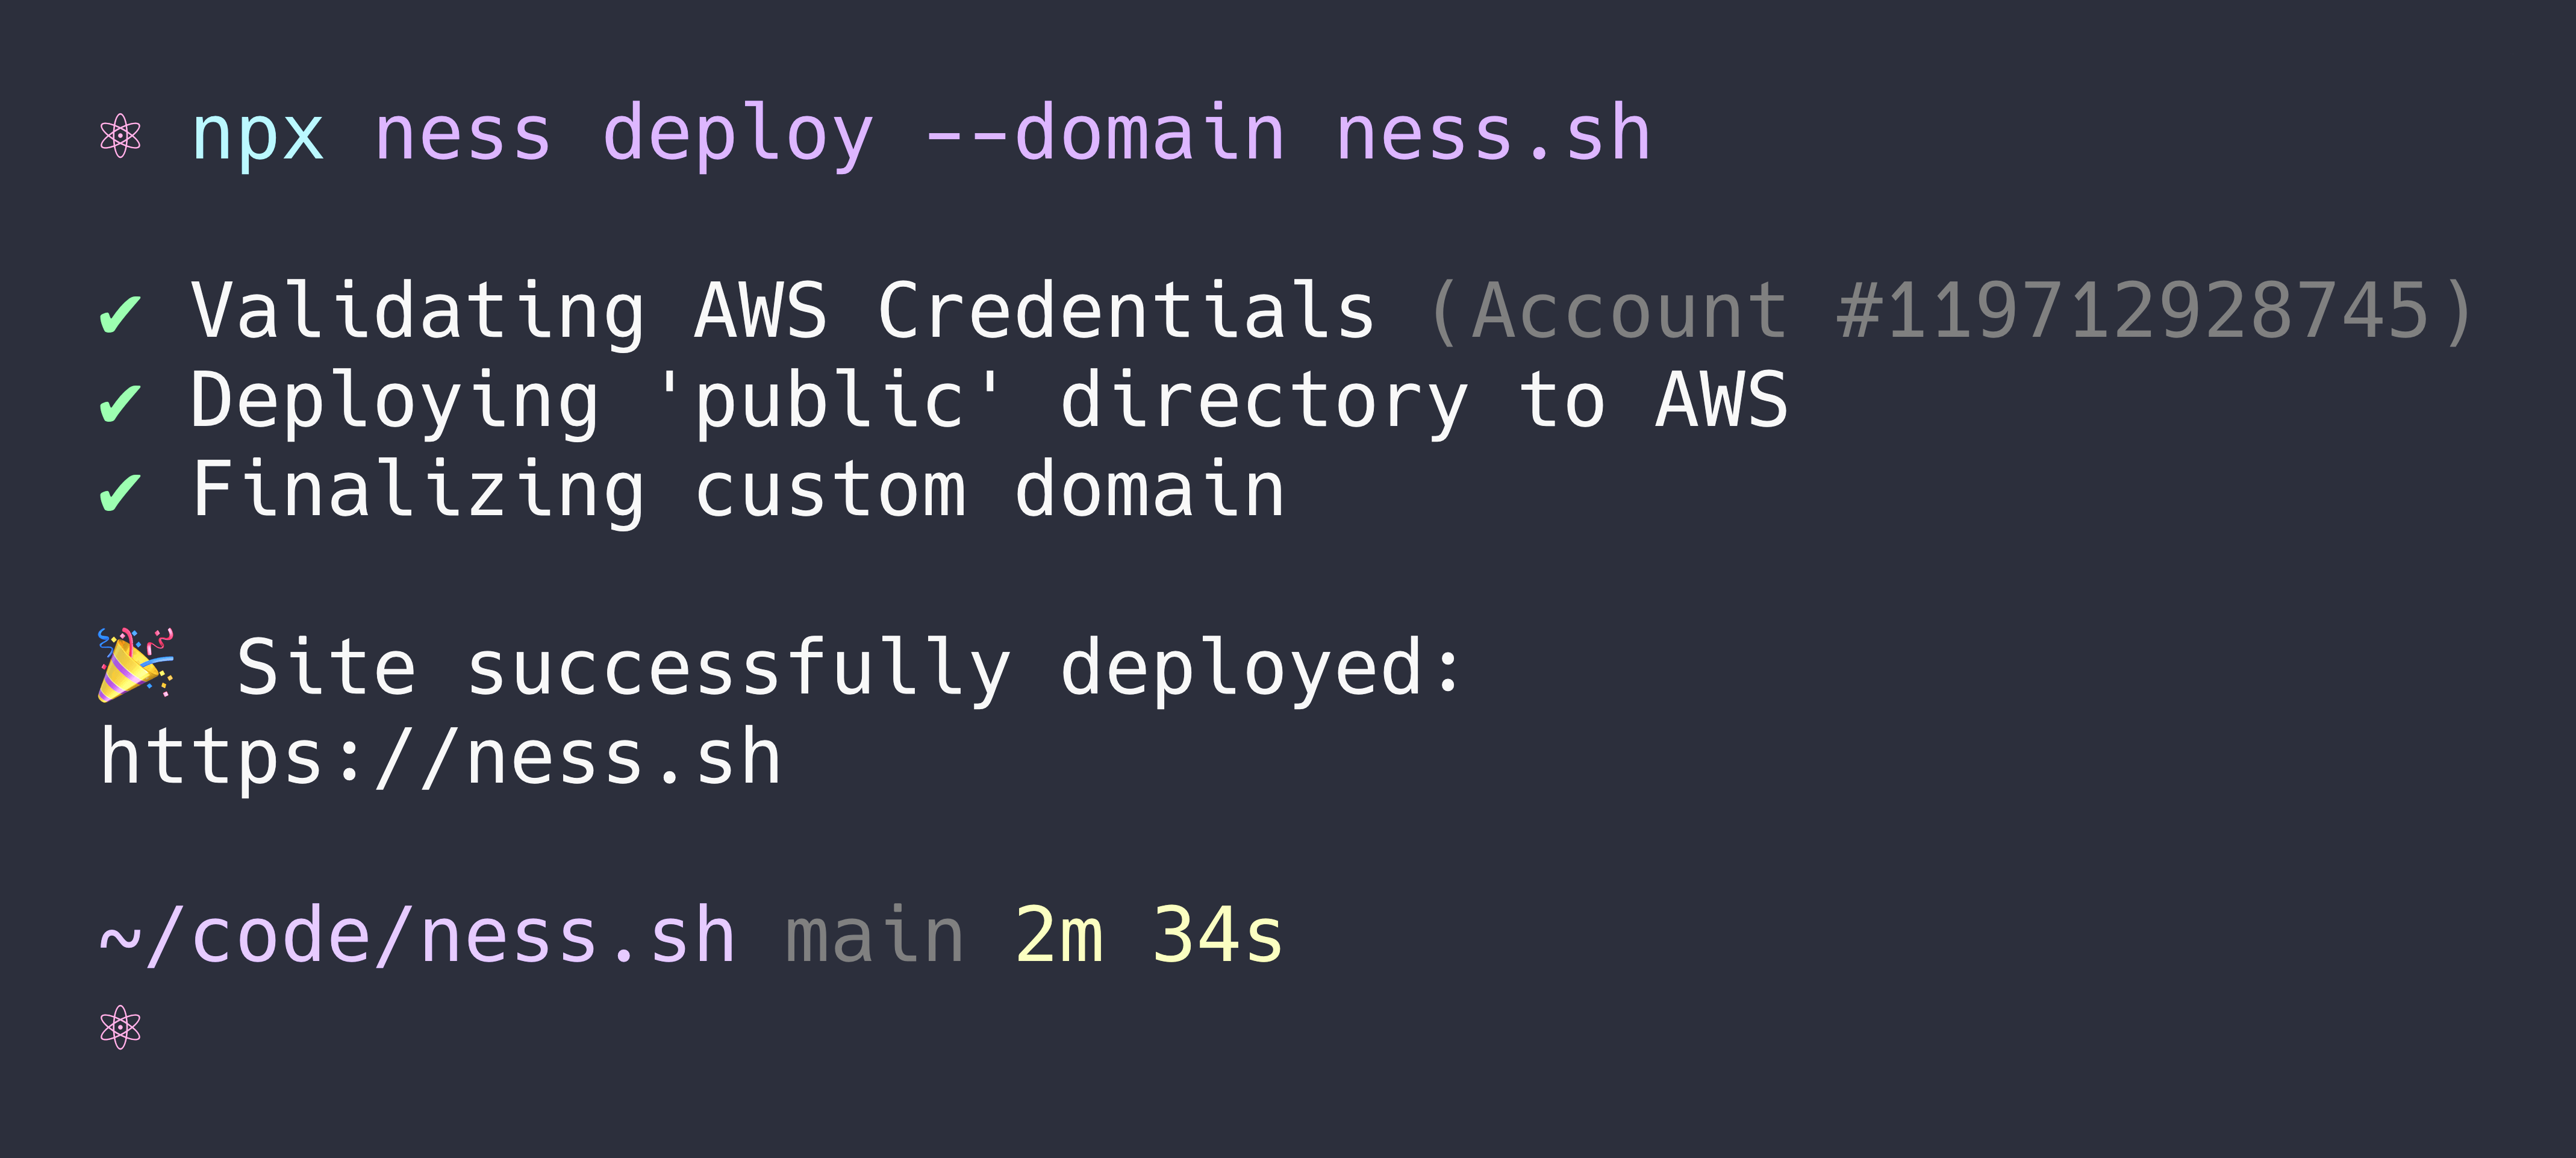 ⚛ npx ness deploy --domain ness.sh
✔ Validating AWS Credentials (Account #119712928745)
✔ Deploying 'public' directory to AWS
✔ Finalizing custom domain
🎉 Site successfully deployed:
https://ness.sh
~/code/ness.sh main 2m 34s
⚛